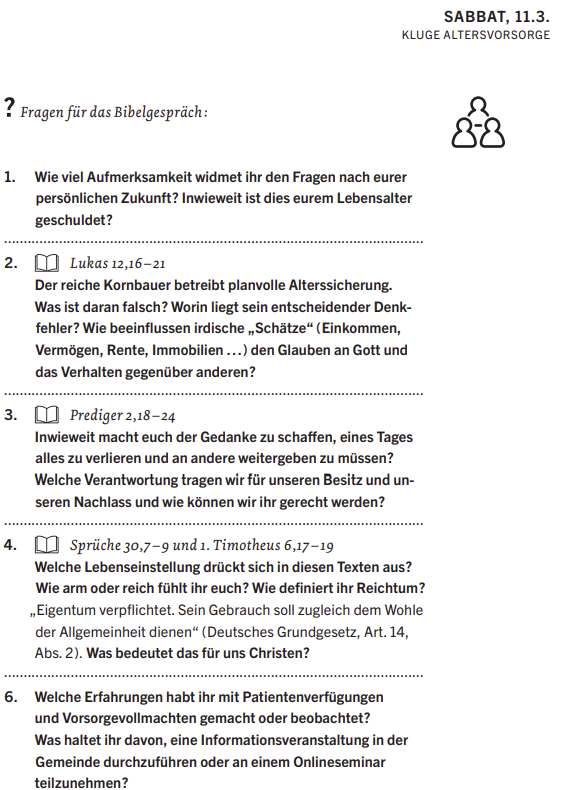 SABBAT, 11.3.
KLUGE ALTERSVORSORGE
? Fragen für das Bibelgespräch:
1. Wie viel Aufmerksamkeit widmet ihr den Fragen nach eurer
persönlichen Zukunft? Inwieweit ist dies eurem Lebensalter
geschuldet?
2. Lukas 12,16–21
Der reiche Kornbauer betreibt planvolle Alterssicherung.
Was ist daran falsch? Worin liegt sein entscheidender Denk-
fehler? Wie beeinflussen irdische „Schätze“ (Einkommen,
Vermögen, Rente, Immobilien …) den Glauben an Gott und
das Verhalten gegenüber anderen?
3. Prediger 2,18–24
Inwieweit macht euch der Gedanke zu schaffen, eines Tages
alles zu verlieren und an andere weitergeben zu müssen?
Welche Verantwortung tragen wir für unseren Besitz und un-
seren Nachlass und wie können wir ihr gerecht werden?
4. Sprüche 30,7–9 und 1. Timotheus 6,17–19
Welche Lebenseinstellung drückt sich in diesen Texten aus?
Wie arm oder reich fühlt ihr euch? Wie definiert ihr Reichtum?
„Eigentum verpflichtet. Sein Gebrauch soll zugleich dem Wohle
der Allgemeinheit dienen“ (Deutsches Grundgesetz, Art. 14,
Abs. 2). Was bedeutet das für uns Christen?
6. Welche Erfahrungen habt ihr mit Patientenverfügungen
und Vorsorgevollmachten gemacht oder beobachtet?
Was haltet ihr davon, eine Informationsveranstaltung in der
Gemeinde durchzuführen oder an einem Onlineseminar
teilzunehmen?